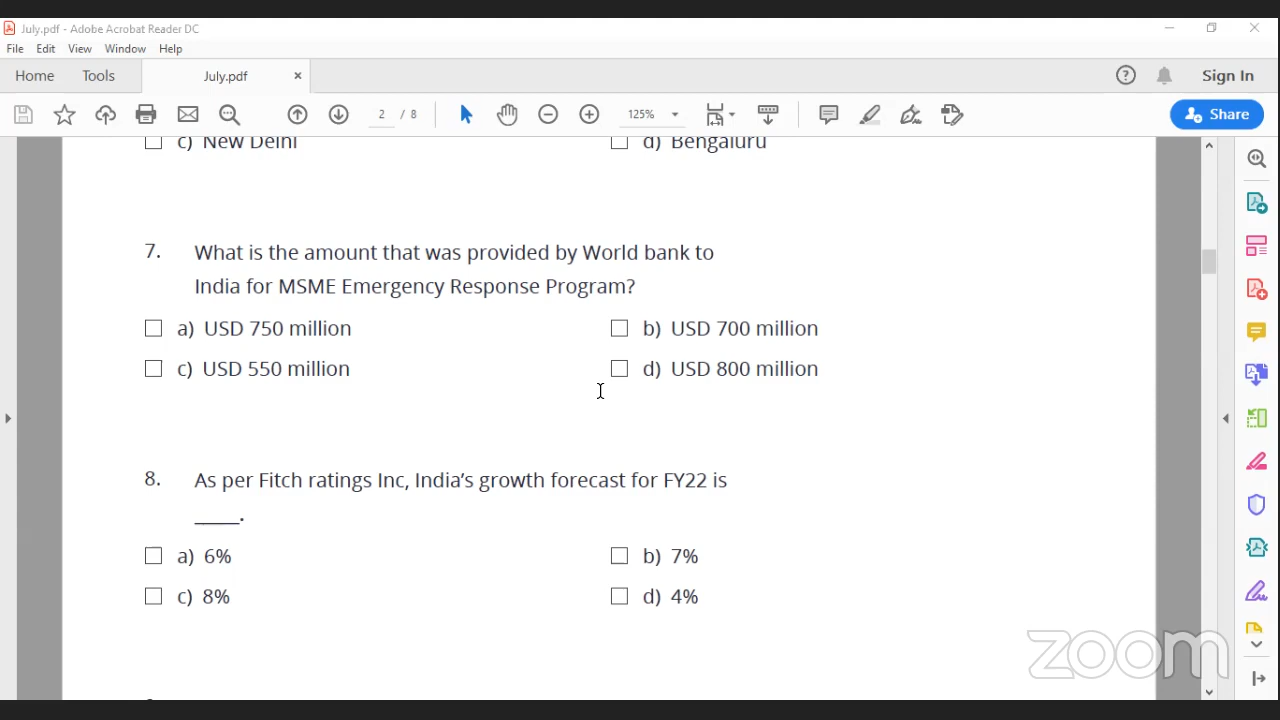 July.pdf - Adobe Acrobat Reader DC
File Edit View Window Help
Home Tools July.pdf × Sign In
2 / 8 125% Share
c) New Delhi d) Bengaluru
7. What is the amount that was provided by World bank to
India for MSME Emergency Response Program?
a) USD 750 million b) USD 700 million
c) USD 550 million d) USD 800 million
8. As per Fitch ratings Inc, India’s growth forecast for FY22 is
_____.
a) 6% b) 7%
c) 8% d) 4%
zoom